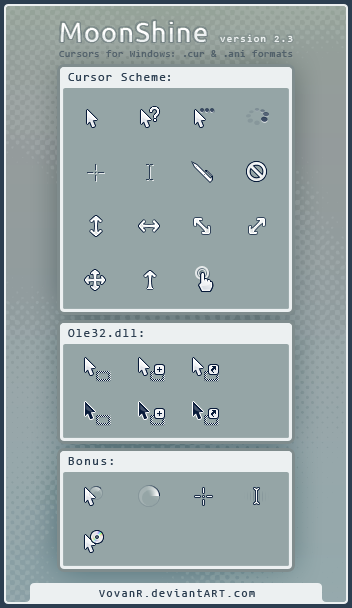 MoonShine version 2.3
Cursors for Windows: .cur & .ani formats
Cursor Scheme:
Ole32.dll:
Bonus:
VovanR.deviantART.com